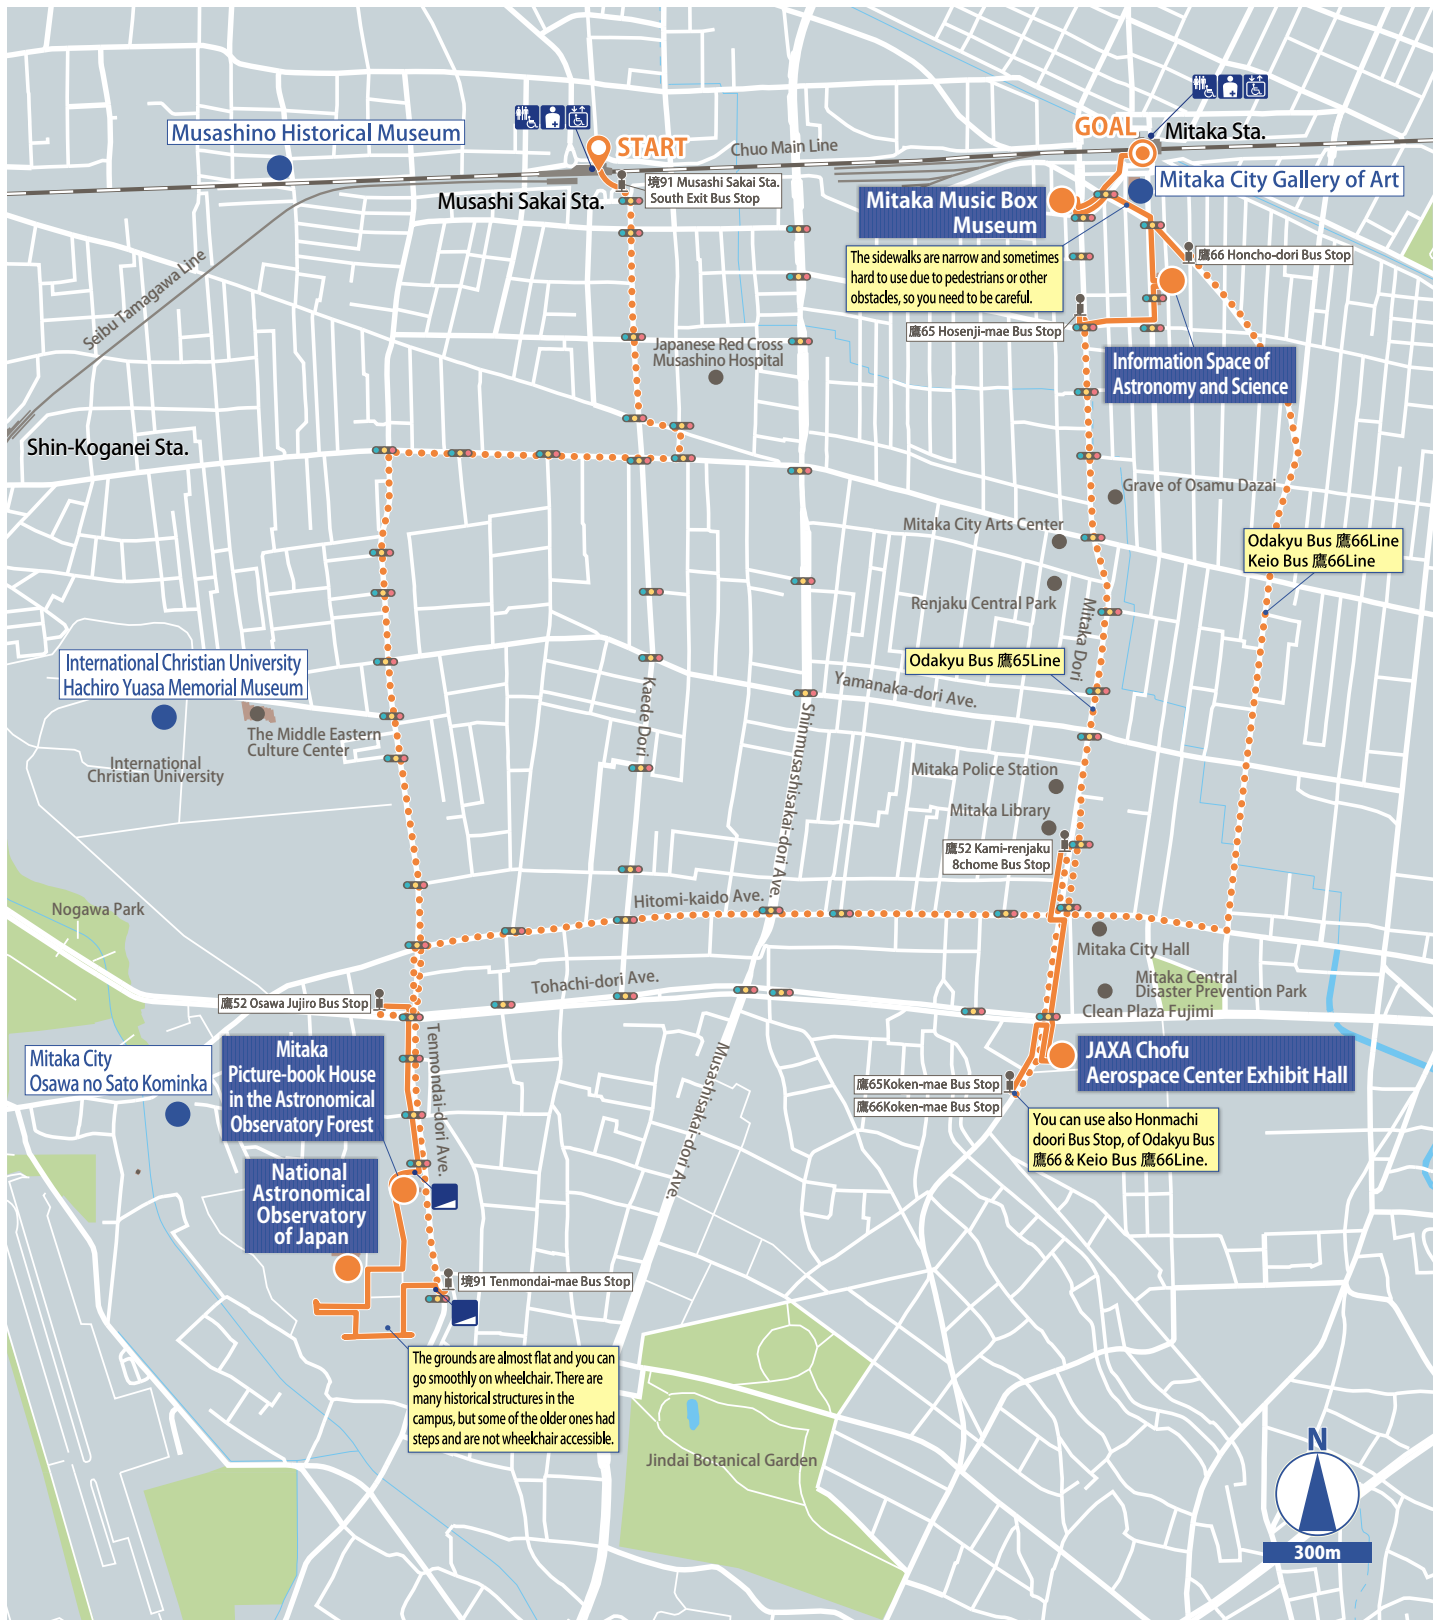 Musashino Historical Museum
START
Chuo Main Line
GOAL
Mitaka Sta.
Musashi Sakai Sta.
境91 Musashi Sakai Sta.
South Exit Bus Stop
Mitaka City Gallery of Art
Mitaka Music Box
Museum
The sidewalks are narrow and sometimes
hard to use due to pedestrians or other
obstacles, so you need to be careful.
鷹66 Honcho-dori Bus Stop
鷹65 Hosenji-mae Bus Stop
Seibu Tamagawa Line
Japanese Red Cross
Musashino Hospital
Information Space of
Astronomy and Science
Shin-Koganei Sta.
Grave of Osamu Dazai
Mitaka City Arts Center
Odakyu Bus 鷹66Line
Keio Bus 鷹66Line
Renjaku Central Park
Mitaka Dori
Odakyu Bus 鷹65Line
International Christian University
Hachiro Yuasa Memorial Museum
Kaede Dori
Yamanaka-dori Ave.
Shinmusashisakai-dori Ave.
The Middle Eastern
Culture Center
International
Christian University
Mitaka Police Station
Mitaka Library
鷹52 Kami-renjaku
8chome Bus Stop
Nogawa Park
Hitomi-kaido Ave.
Mitaka City Hall
Tohachi-dori Ave.
Mitaka Central
Disaster Prevention Park
Clean Plaza Fujimi
鷹52 Osawa Jujiro Bus Stop
Tenmondai-dori Ave.
Musashisakai-dori Ave.
Mitaka City
Osawa no Sato Kominka
Mitaka
Picture-book House
in the Astronomical
Observatory Forest
JAXA Chofu
Aerospace Center Exhibit Hall
鷹65Koken-mae Bus Stop
鷹66Koken-mae Bus Stop
You can use also Honmachi
doori Bus Stop, of Odakyu Bus
鷹66 & Keio Bus 鷹66Line.
National
Astronomical
Observatory
of Japan
境91 Tenmondai-mae Bus Stop
The grounds are almost flat and you can
go smoothly on wheelchair. There are
many historical structures in the
campus, but some of the older ones had
steps and are not wheelchair accessible.
Jindai Botanical Garden
N
300m